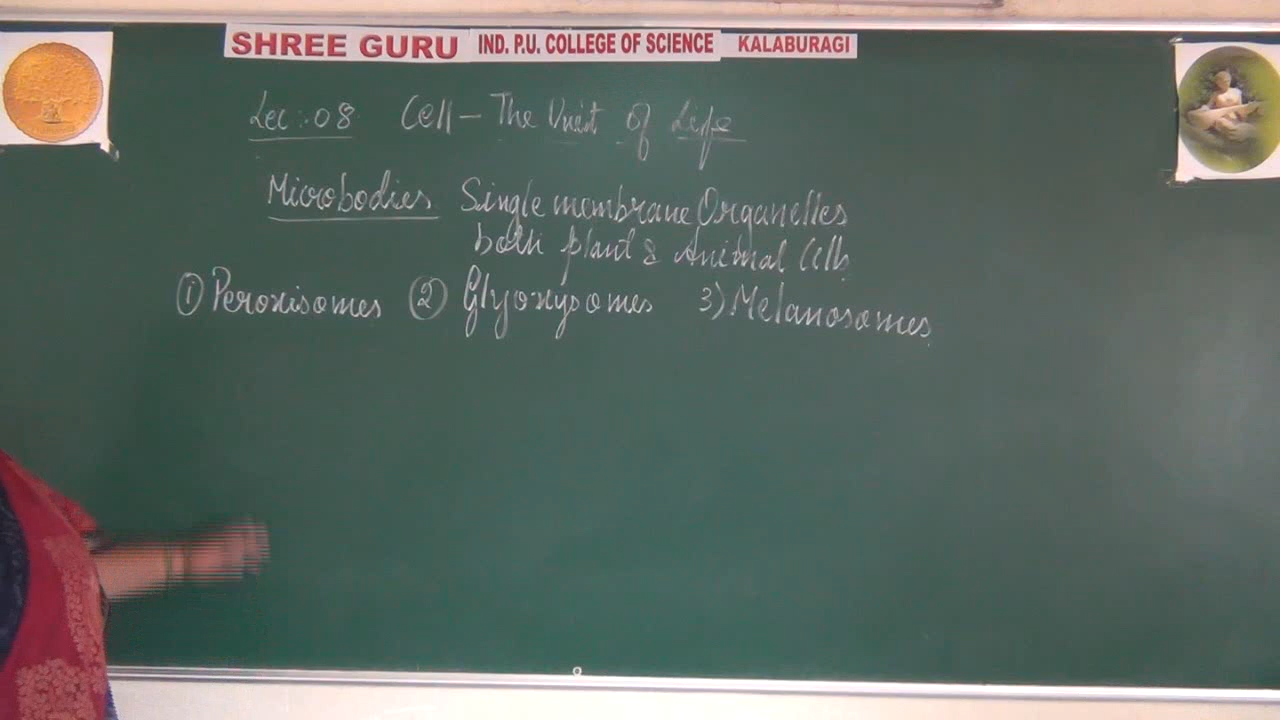 SHREE GURU IND. P.U. COLLEGE OF SCIENCE KALABURAGI
Lec:-08 Cell - The Unit of Life
Microbodies Single membrane Organelles
both plant & Animal Cells
① Peroxisomes ② Glyoxysomes 3) Melanosomes